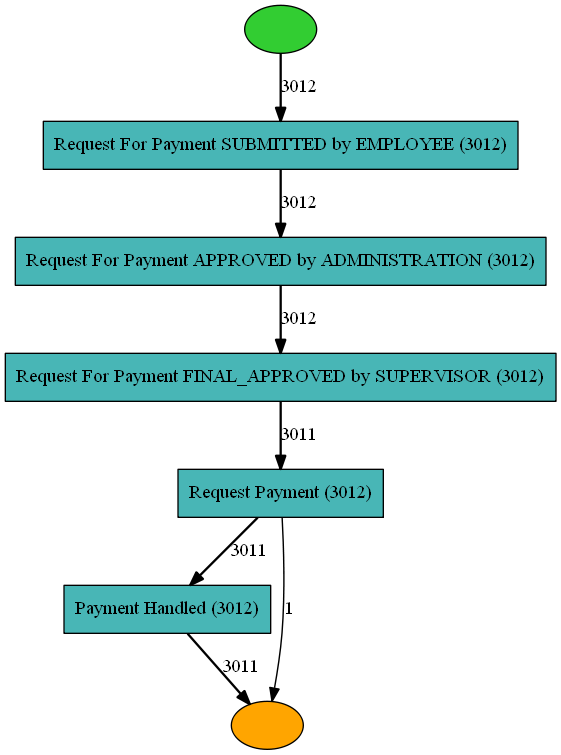 3012
Request For Payment SUBMITTED by EMPLOYEE (3012)
3012
Request For Payment APPROVED by ADMINISTRATION (3012)
3012
Request For Payment FINAL_APPROVED by SUPERVISOR (3012)
3011
Request Payment (3012)
3011
1
Payment Handled (3012)
3011